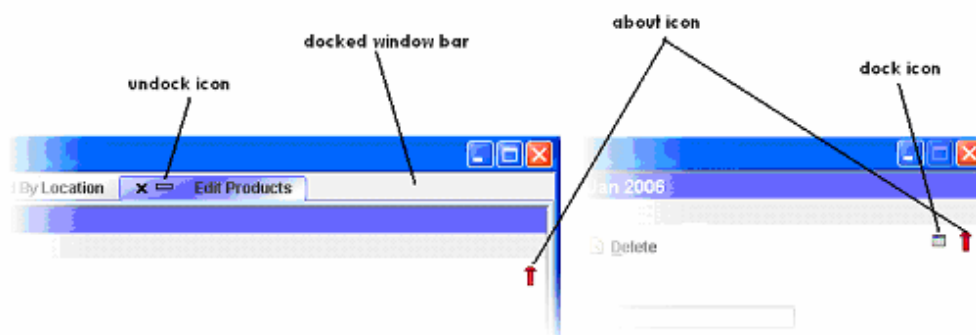 about icon
docked window bar
dock icon
undock icon
By Location
Edit Products
Jan 2006
Delete